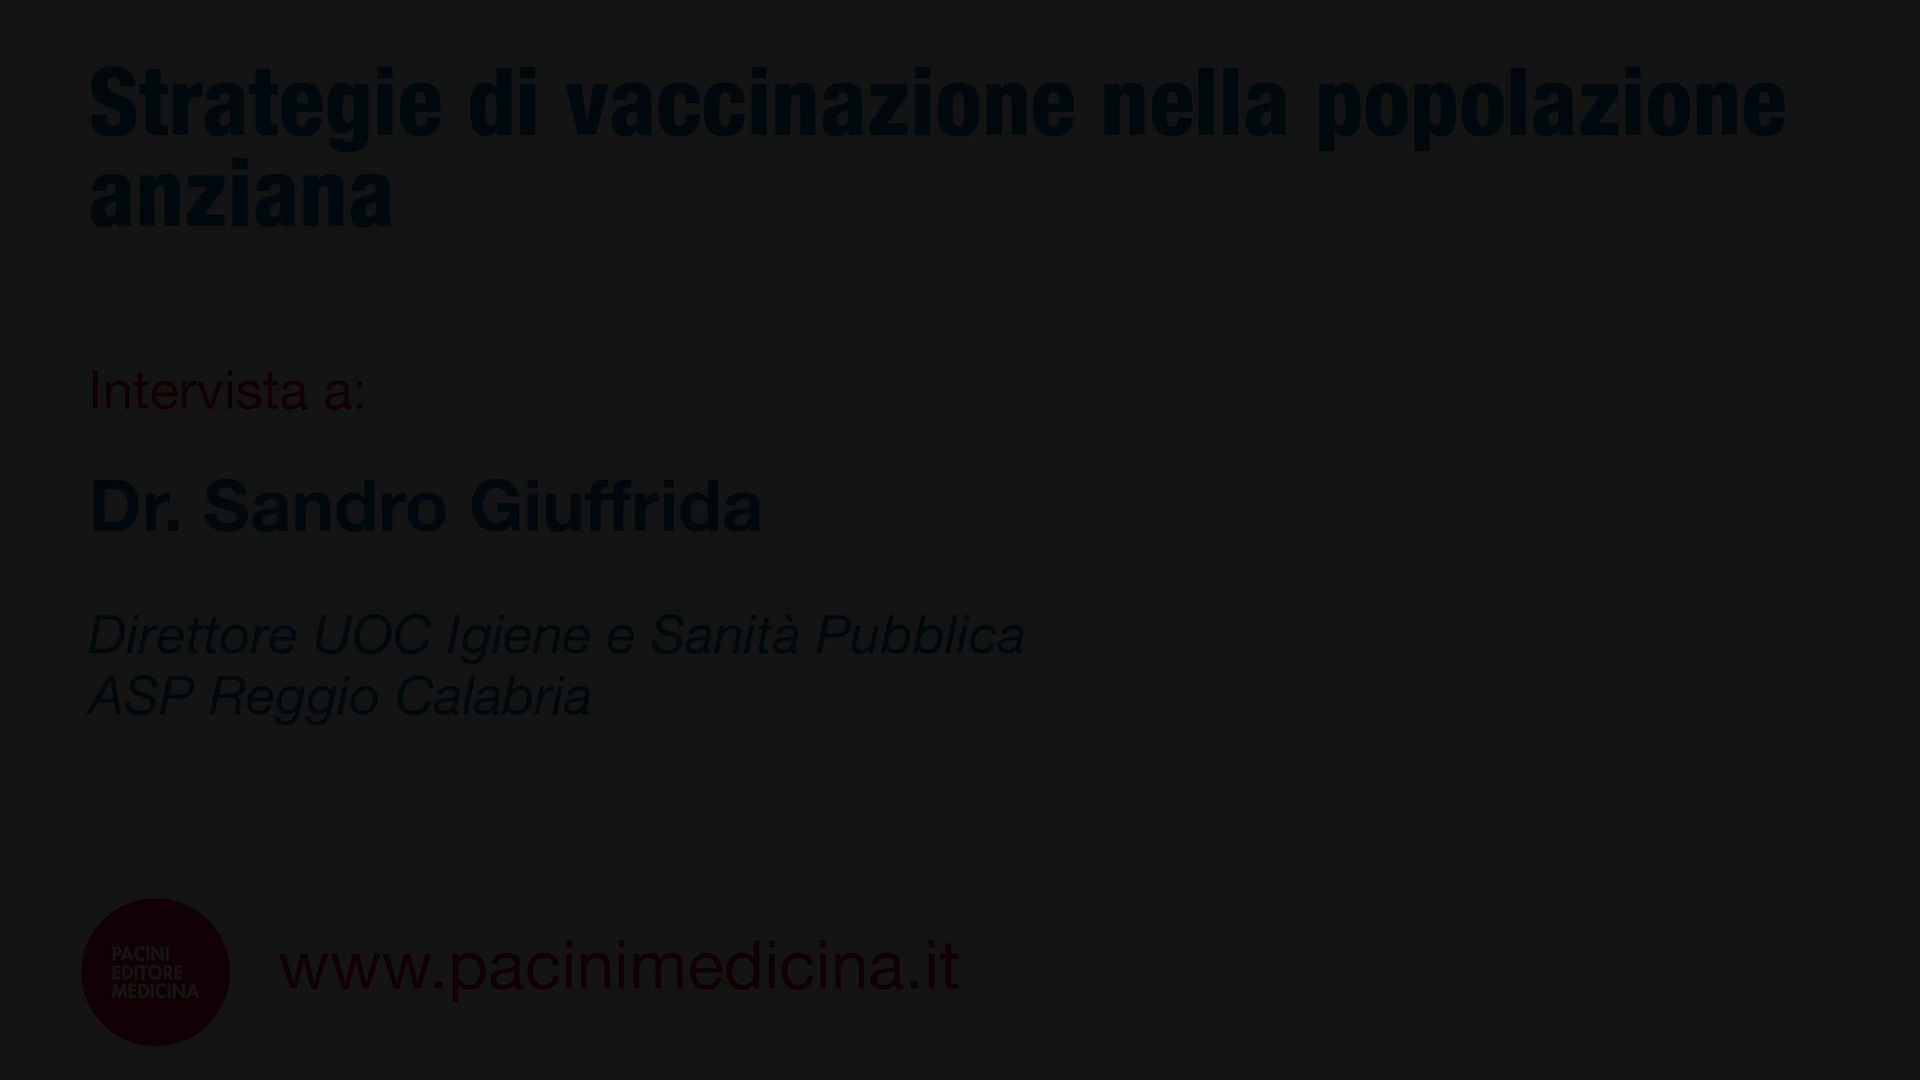 Strategie di vaccinazione nella popolazione
anziana
Intervista a:
Dr. Sandro Giuffrida
Direttore UOC Igiene e Sanità Pubblica
ASP Reggio Calabria
PACINI
EDITORE
MEDICINA
www.pacinimedicina.it